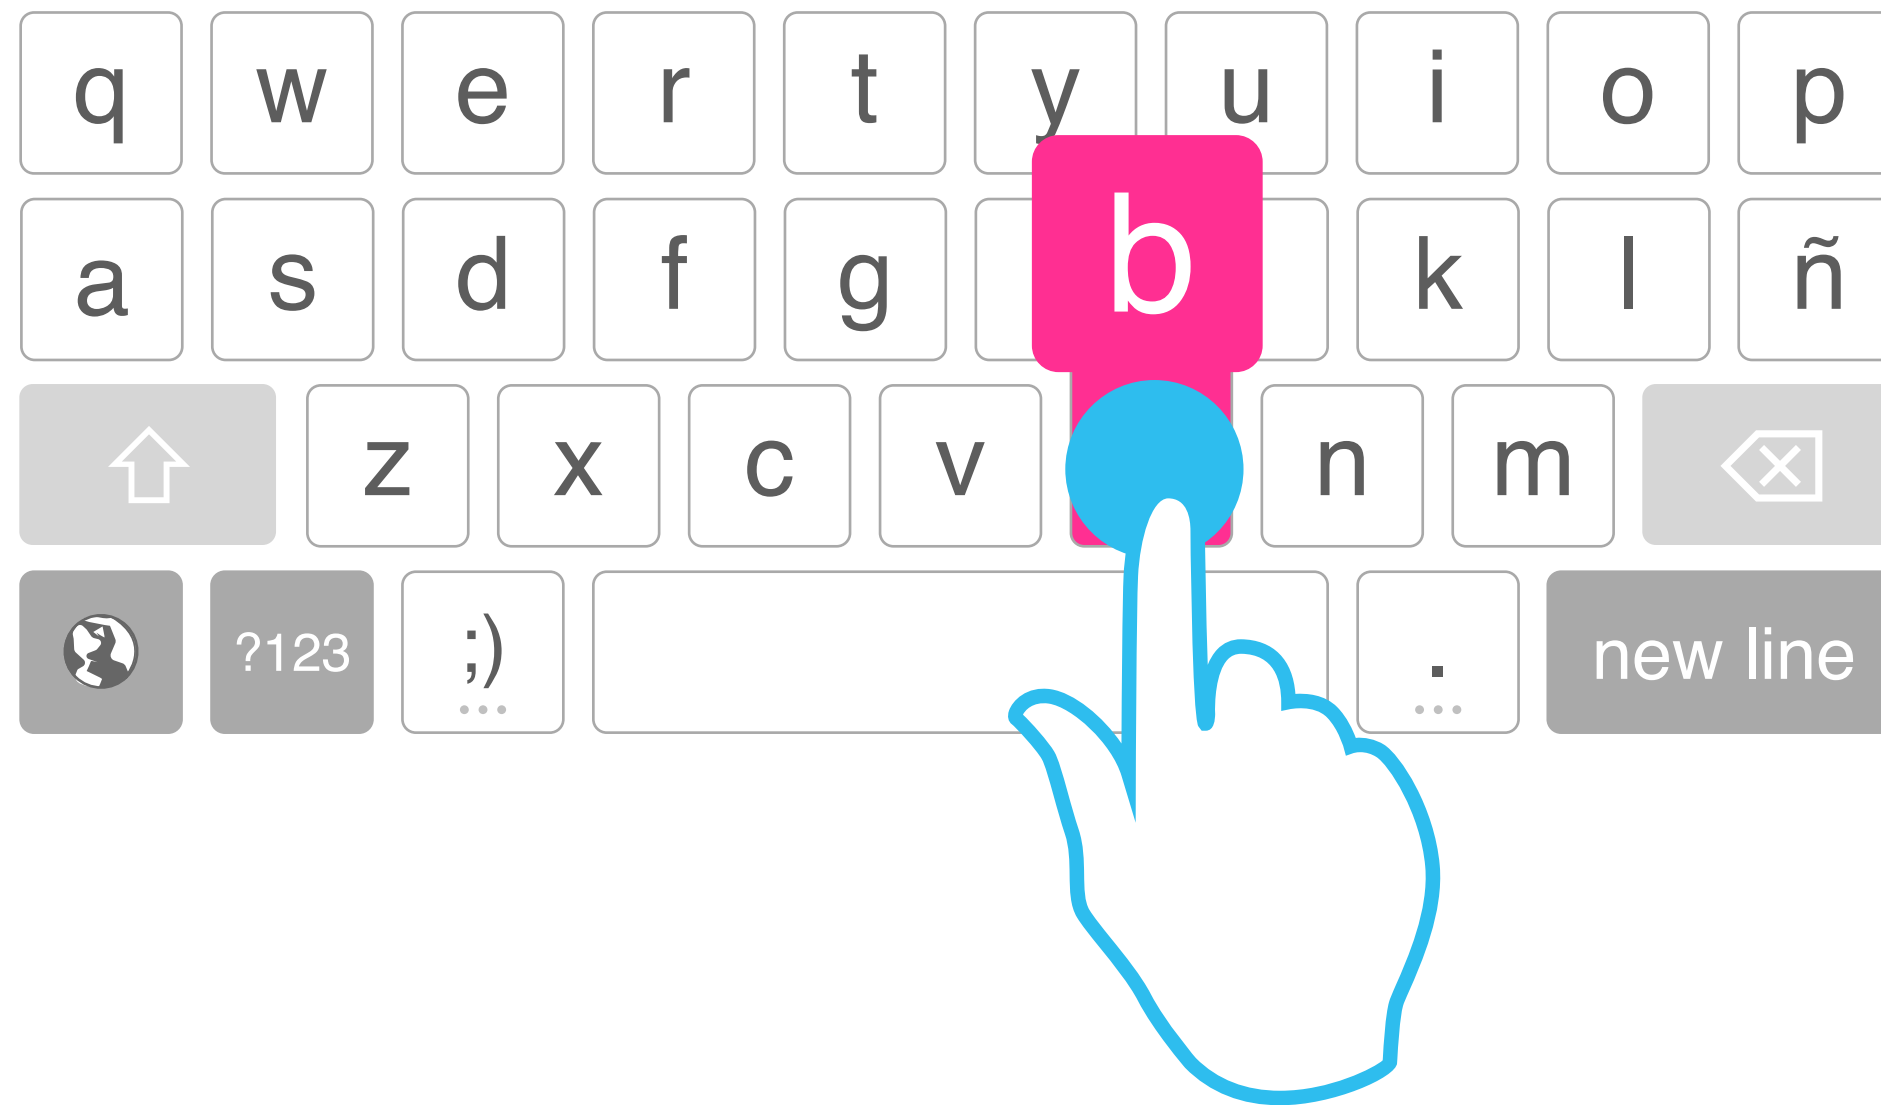 q w e r t y u i o p
a s d f g b k l ñ
z x c v n m
?123 ;) . new line